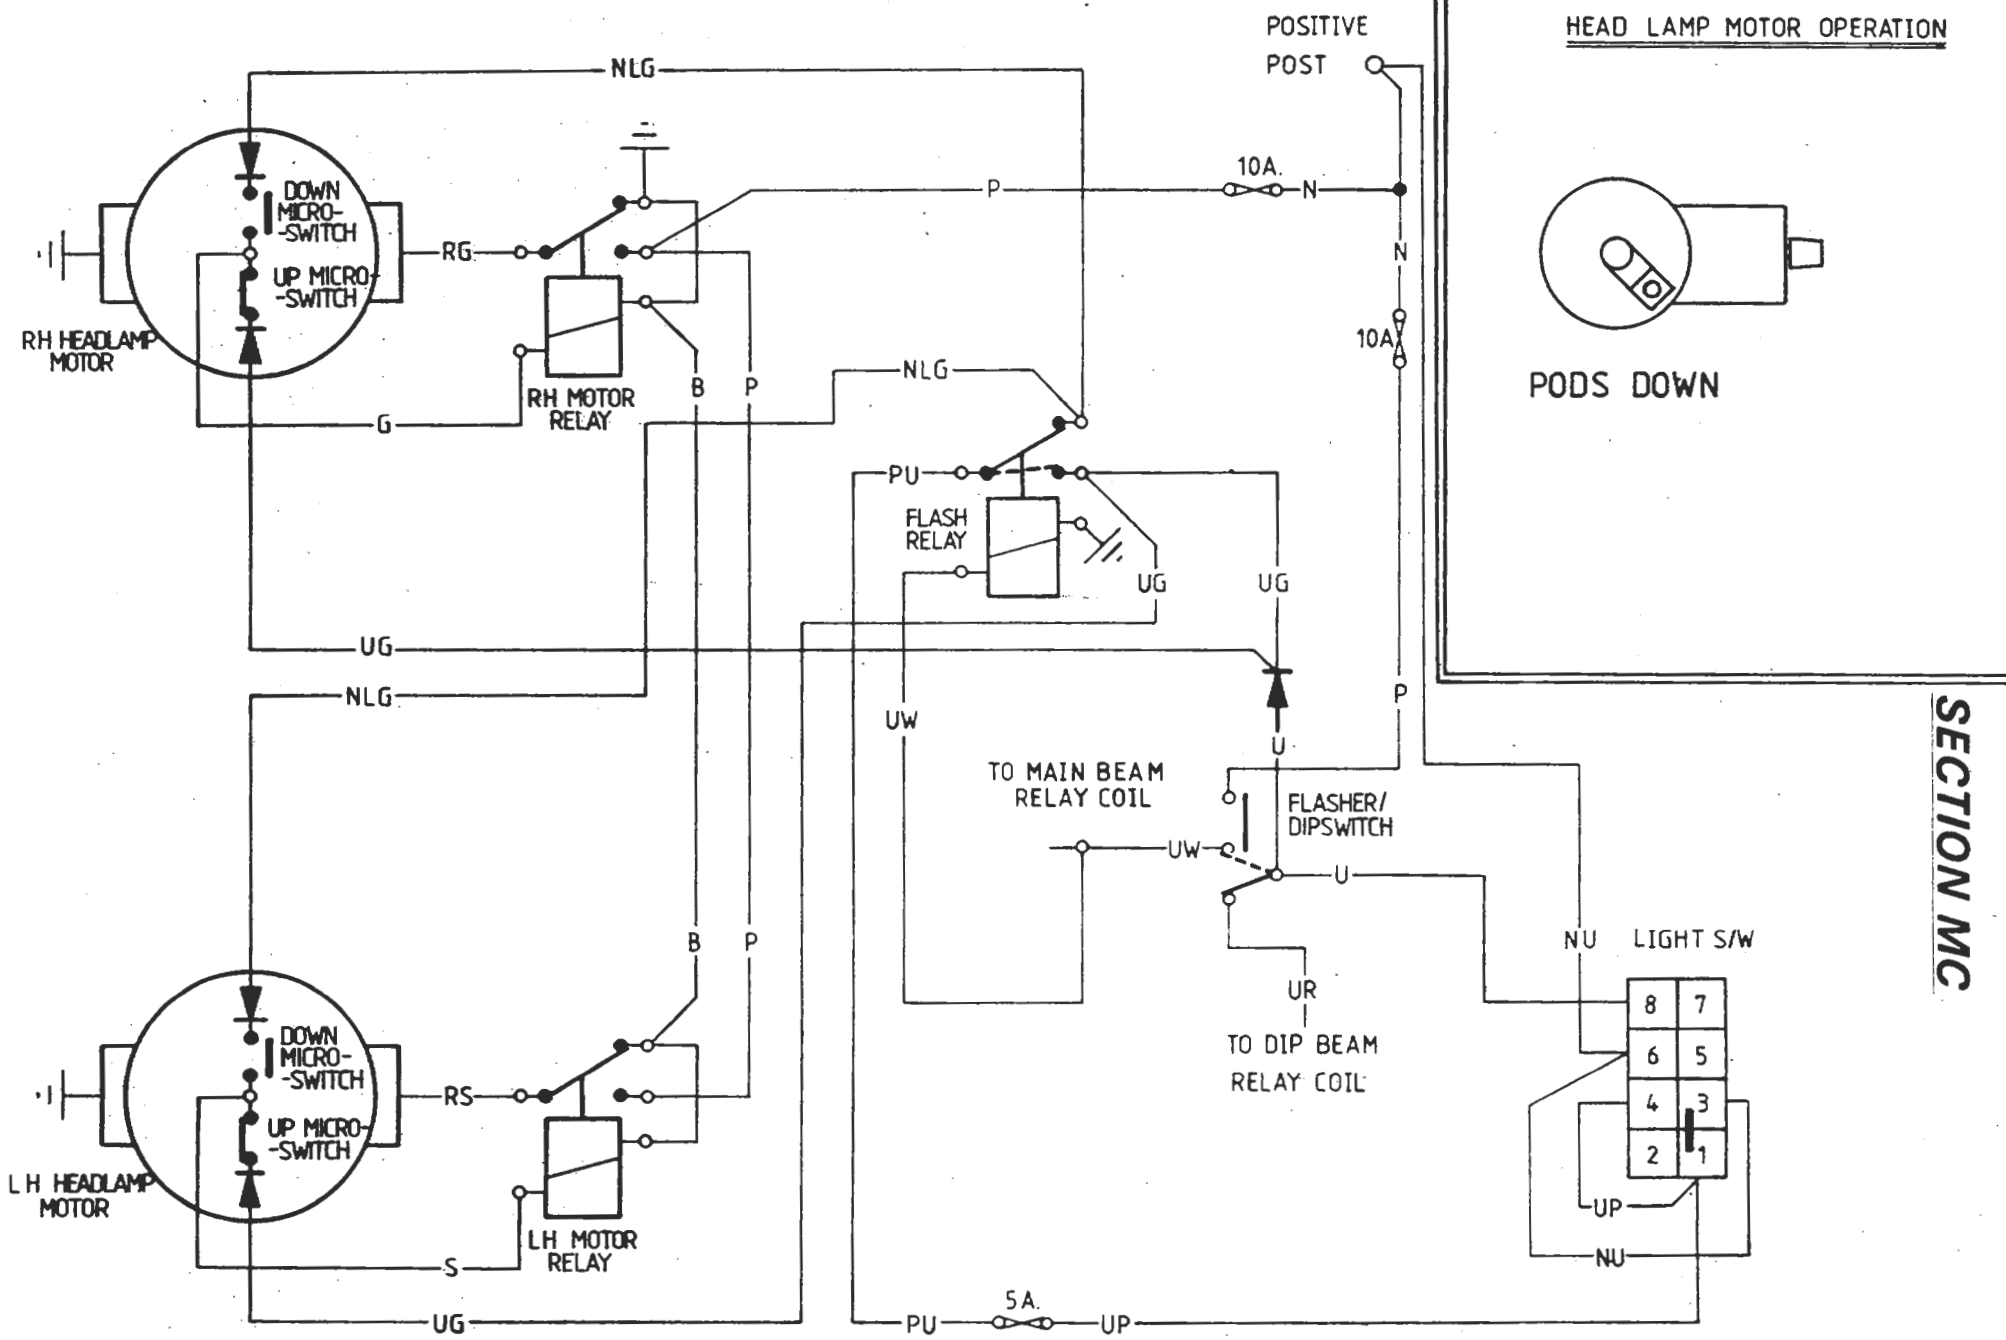 POSITIVE
POST
HEAD LAMP MOTOR OPERATION
NLG
10A.
P
N
DOWN
MICRO-
-SWITCH
RG
UP MICRO-
-SWITCH
N
10A
RH HEADLAMP
MOTOR
B
P
NLG
PODS DOWN
RH MOTOR
RELAY
G
PU
FLASH
RELAY
UG
UG
UG
NLG
UW
P
U
SECTION MC
TO MAIN BEAM
RELAY COIL
FLASHER/
DIPSWITCH
UW
U
B
P
NU
LIGHT S/W
UR
8 7
6 5
4 3
2 1
DOWN
MICRO-
-SWITCH
TO DIP BEAM
RELAY COIL
RS
UP MICRO-
-SWITCH
LH HEADLAMP
MOTOR
UP
LH MOTOR
RELAY
NU
S
5A.
UG
PU
UP